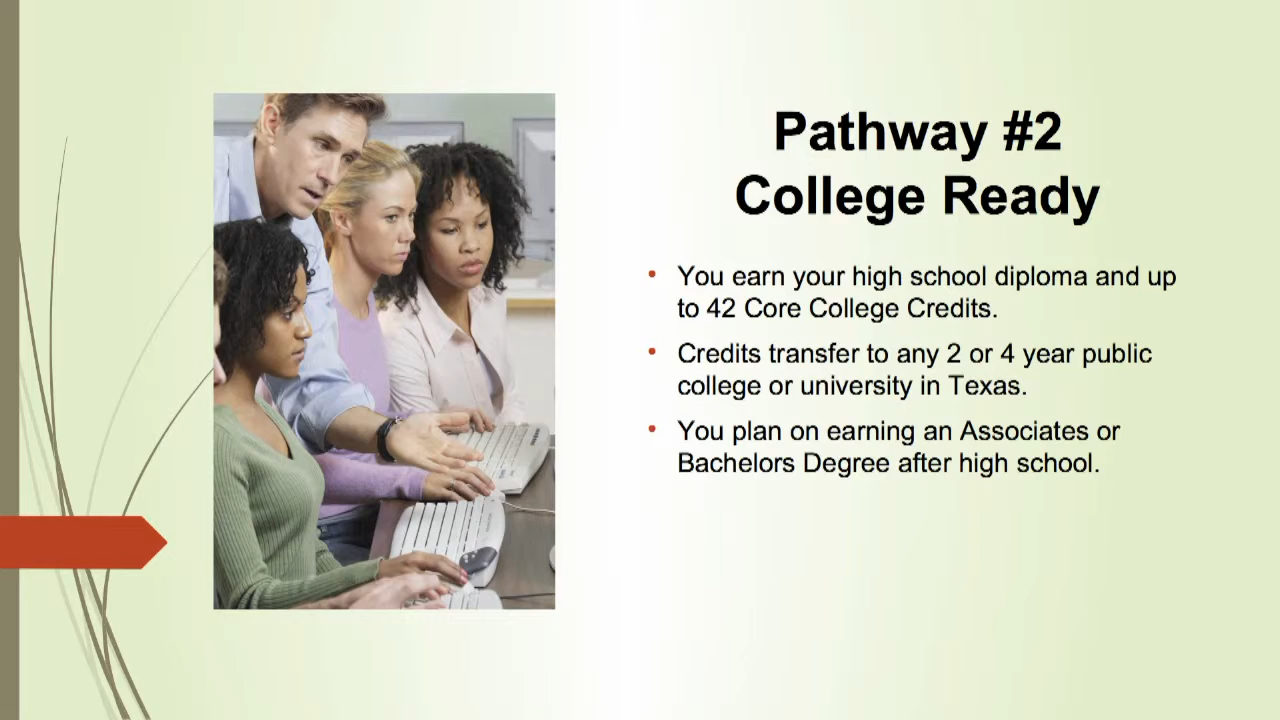 Pathway #2
College Ready
• You earn your high school diploma and up
to 42 Core College Credits.
• Credits transfer to any 2 or 4 year public
college or university in Texas.
• You plan on earning an Associates or
Bachelors Degree after high school.